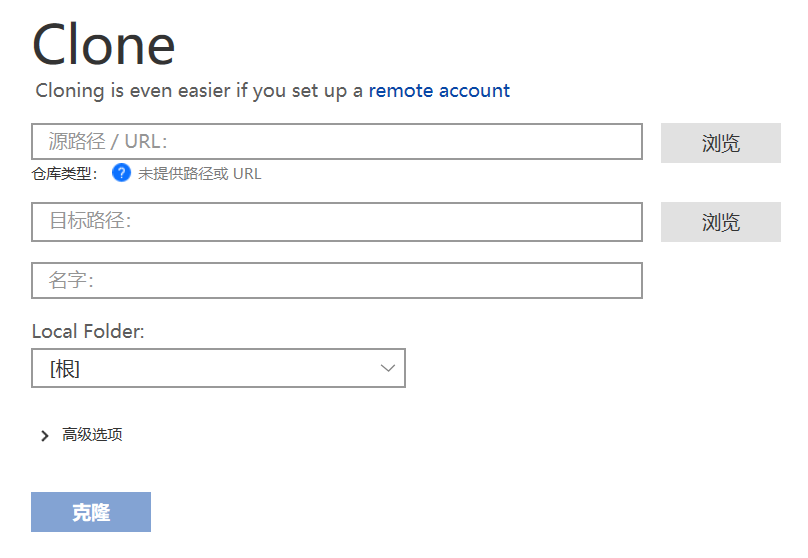 Clone
Cloning is even easier if you set up a remote account
源路径 / URL:
浏览
仓库类型: ? 未提供路径或 URL
目标路径:
浏览
名字:
Local Folder:
[根]
高级选项
克隆